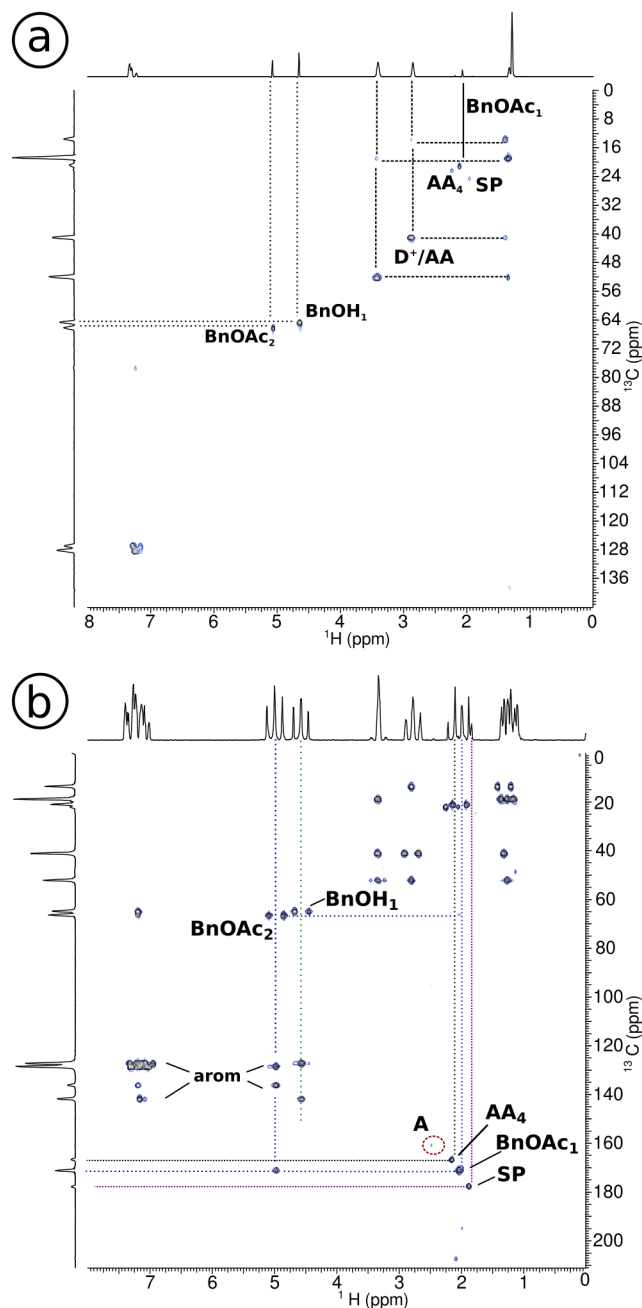 a
0
8
BnOAc₁
16
24
AA₄ SP
32
40
D⁺/AA
48
56
BnOH₁
64
BnOAc₂
72
80
¹³C (ppm)
88
96
104
112
120
128
136
8 7 6 5 4 3 2 1 0
¹H (ppm)
b
0
20
40
BnOH₁
60
BnOAc₂
80
100
¹³C (ppm)
120
arom
140
A
AA₄
160
BnOAc₁
SP
180
200
7 6 5 4 3 2 1 0
¹H (ppm)